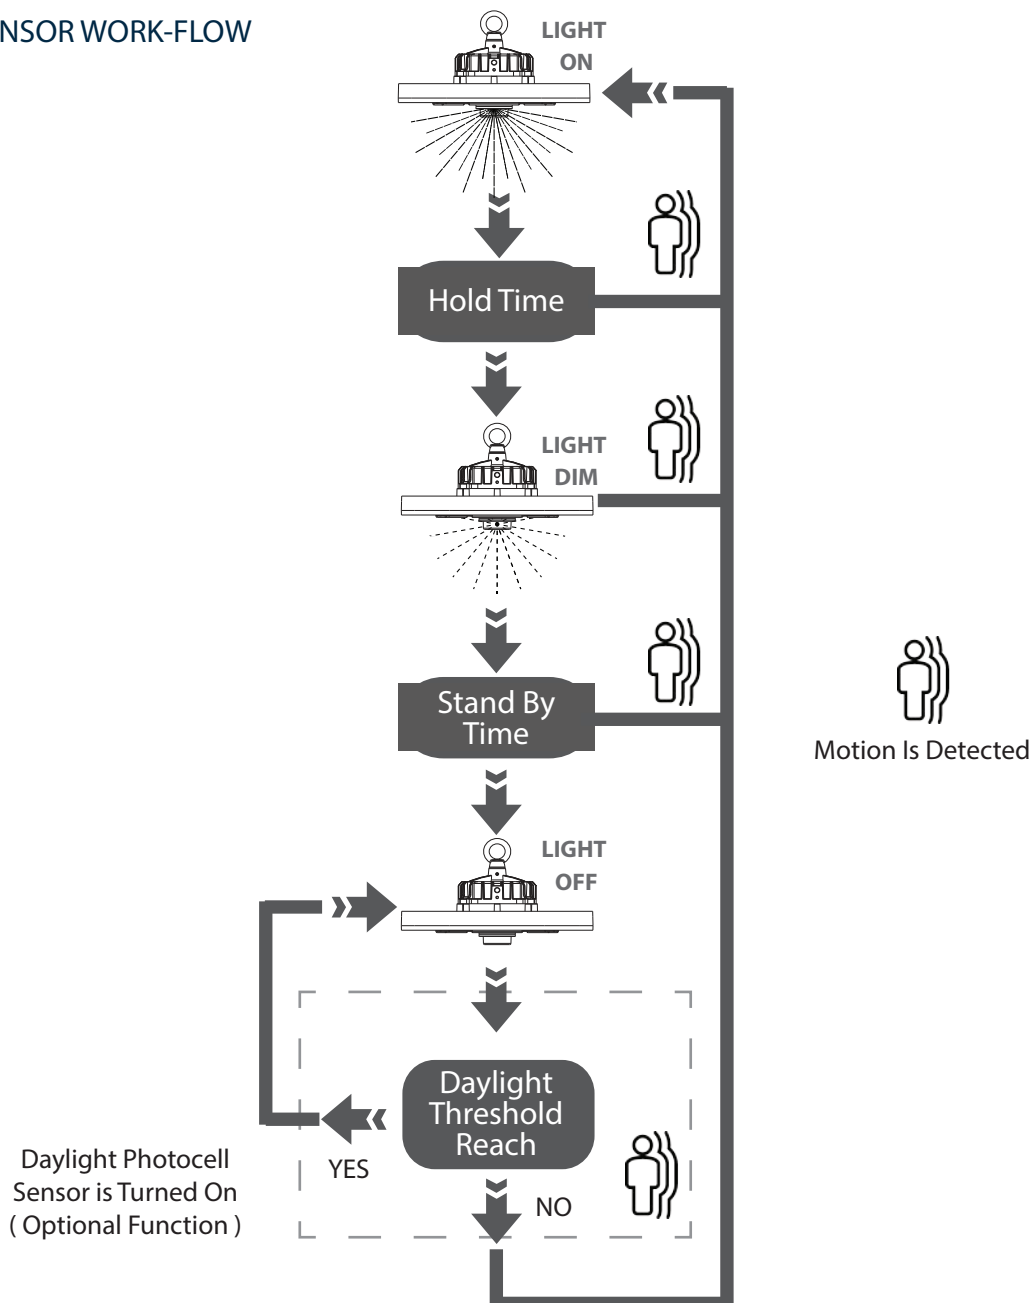 NSOR WORK-FLOW
LIGHT
ON
Hold Time
LIGHT
DIM
Stand By
Time
Motion Is Detected
LIGHT
OFF
Daylight
Threshold
Reach
YES
NO
Daylight Photocell
Sensor is Turned On
( Optional Function )